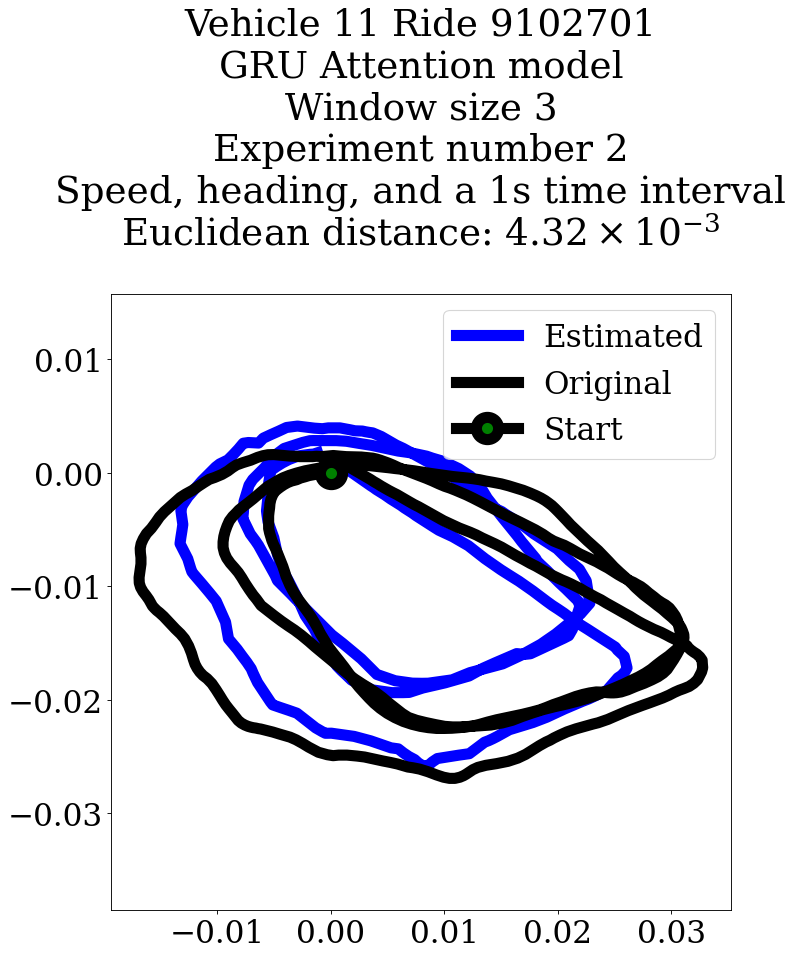 Vehicle 11 Ride 9102701
GRU Attention model
Window size 3
Experiment number 2
Speed, heading, and a 1s time interval
Euclidean distance: 4.32 × 10⁻³
Estimated
Original
Start
0.01
0.00
−0.01
−0.02
−0.03
−0.01 0.00 0.01 0.02 0.03